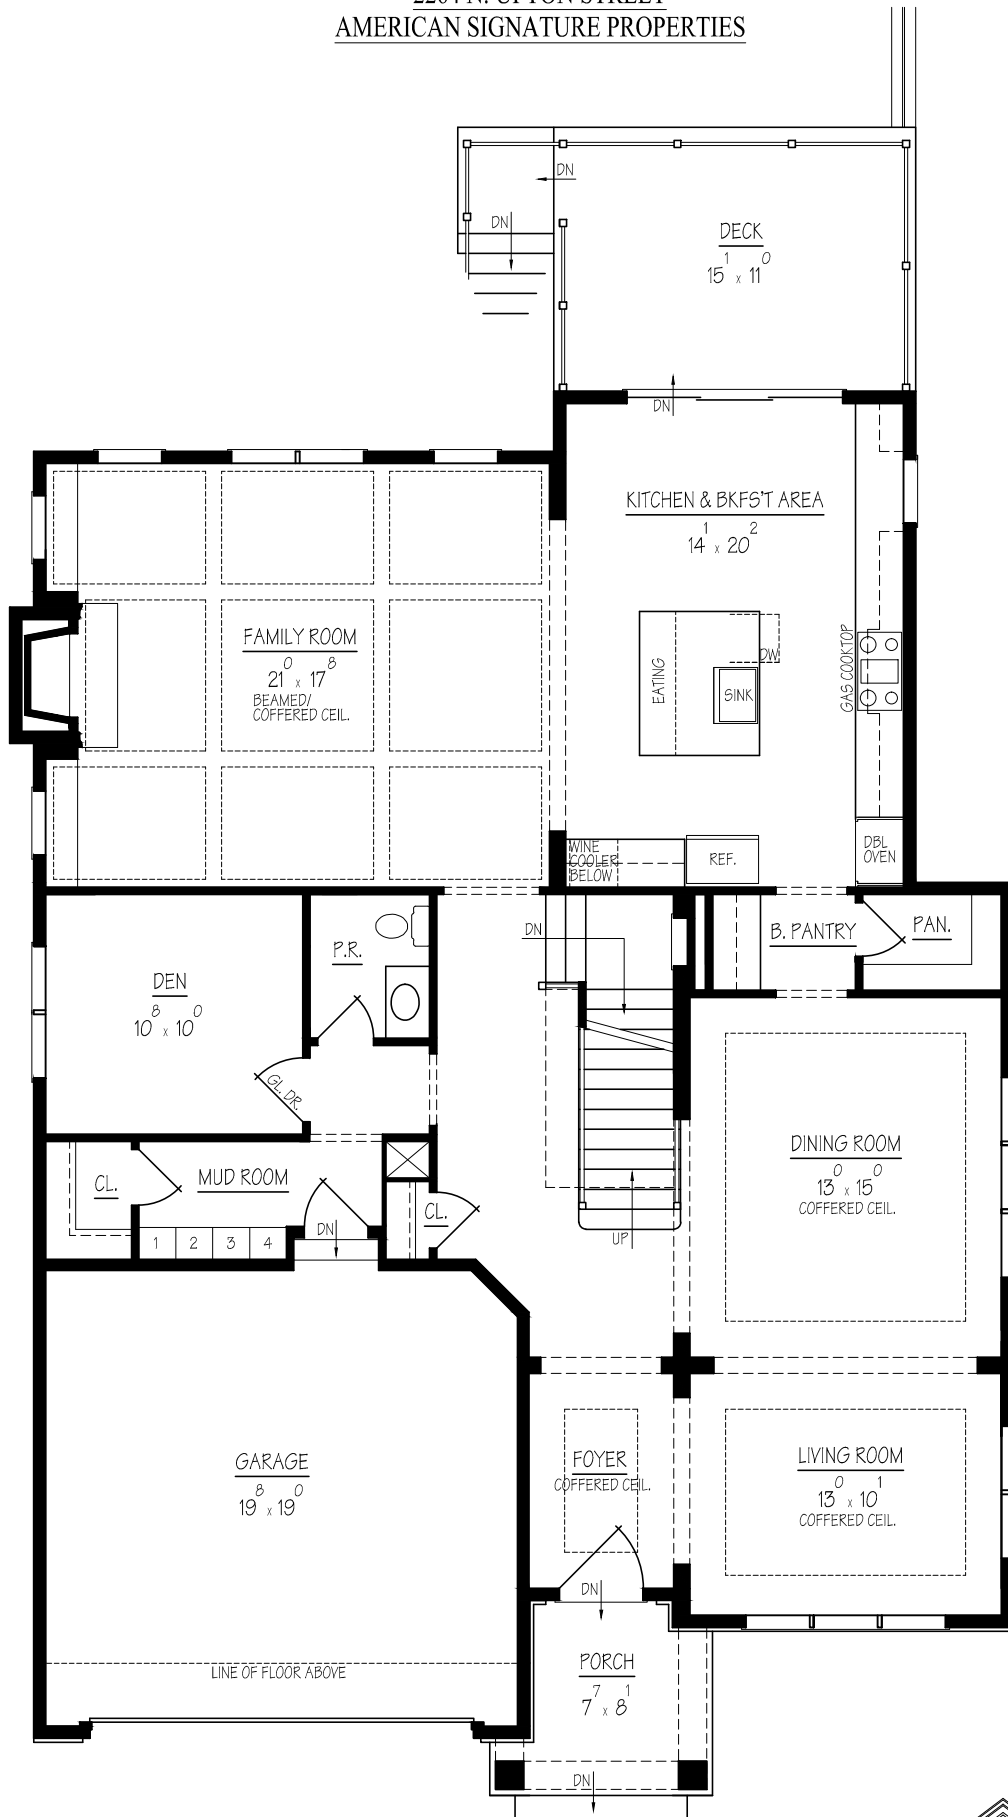 AMERICAN SIGNATURE PROPERTIES
DN
DN
DECK
15 1 x 11 0
DN
KITCHEN & BKFS'T AREA
14 1 x 20 2
FAMILY ROOM
21 0 x 17 8
BEAMED/
COFFERED CEIL.
EATING
DW
SINK
GAS COOKTOP
WINE
COOLER
BELOW
REF.
DBL
OVEN
DN
B. PANTRY
PAN.
P.R.
DEN
10 8 x 10 0
GL. DR.
CL.
MUD ROOM
1 2 3 4
DN
CL.
UP
DINING ROOM
13 0 x 15 0
COFFERED CEIL.
GARAGE
19 8 x 19 0
FOYER
COFFERED CEIL.
LIVING ROOM
13 0 x 10 1
COFFERED CEIL.
DN
LINE OF FLOOR ABOVE
PORCH
7 7 x 8 1
DN